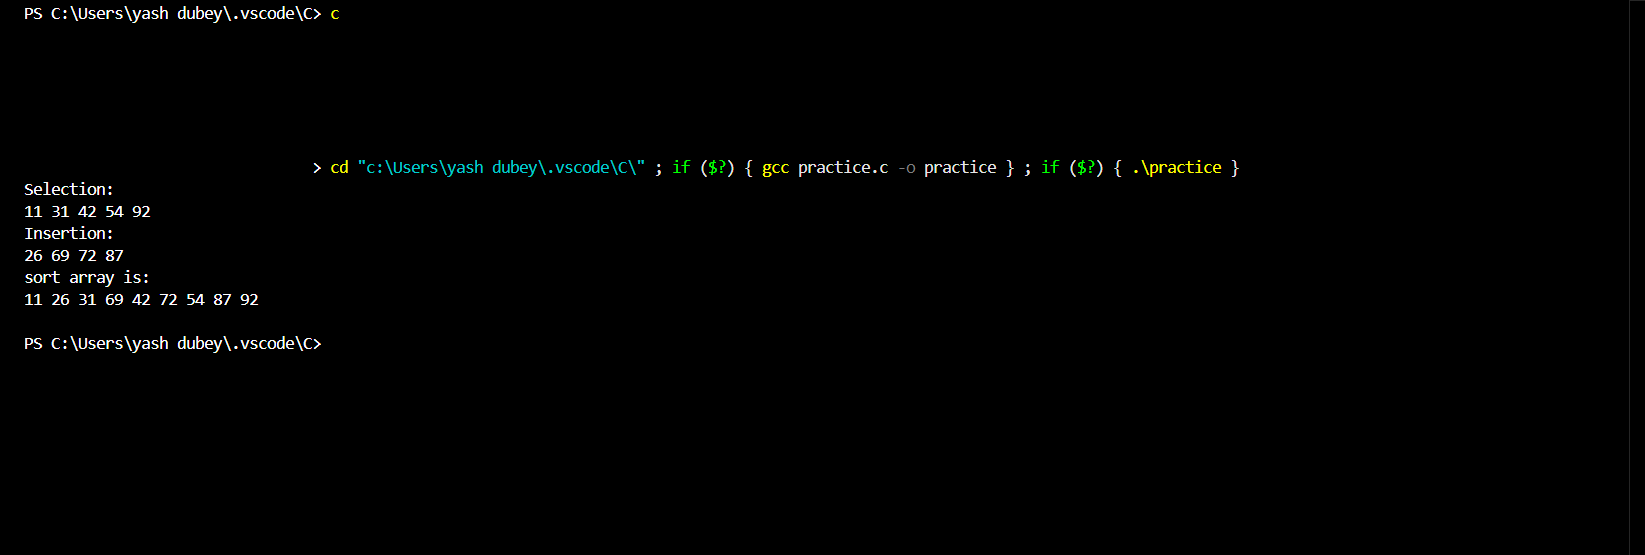 PS C:\Users\yash dubey\.vscode\C> c
> cd "c:\Users\yash dubey\.vscode\C\" ; if ($?) { gcc practice.c -o practice } ; if ($?) { .\practice }
Selection:
11 31 42 54 92
Insertion:
26 69 72 87
sort array is:
11 26 31 69 42 72 54 87 92
PS C:\Users\yash dubey\.vscode\C>